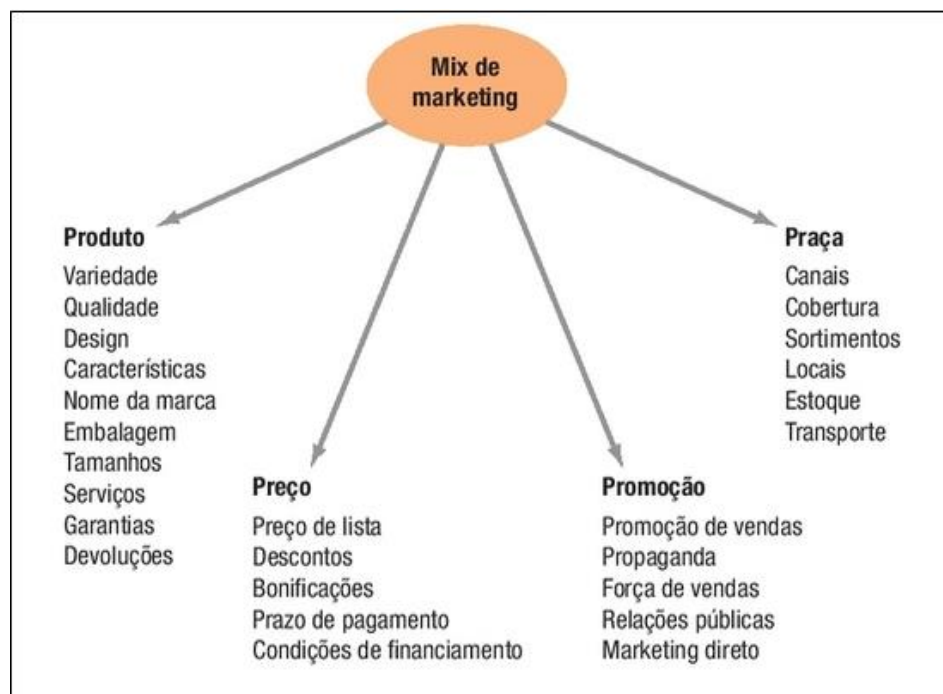 Mix de
marketing
Produto
Variedade
Qualidade
Design
Características
Nome da marca
Embalagem
Tamanhos
Serviços
Garantias
Devoluções
Preço
Preço de lista
Descontos
Bonificações
Prazo de pagamento
Condições de financiamento
Promoção
Promoção de vendas
Propaganda
Força de vendas
Relações públicas
Marketing direto
Praça
Canais
Cobertura
Sortimentos
Locais
Estoque
Transporte